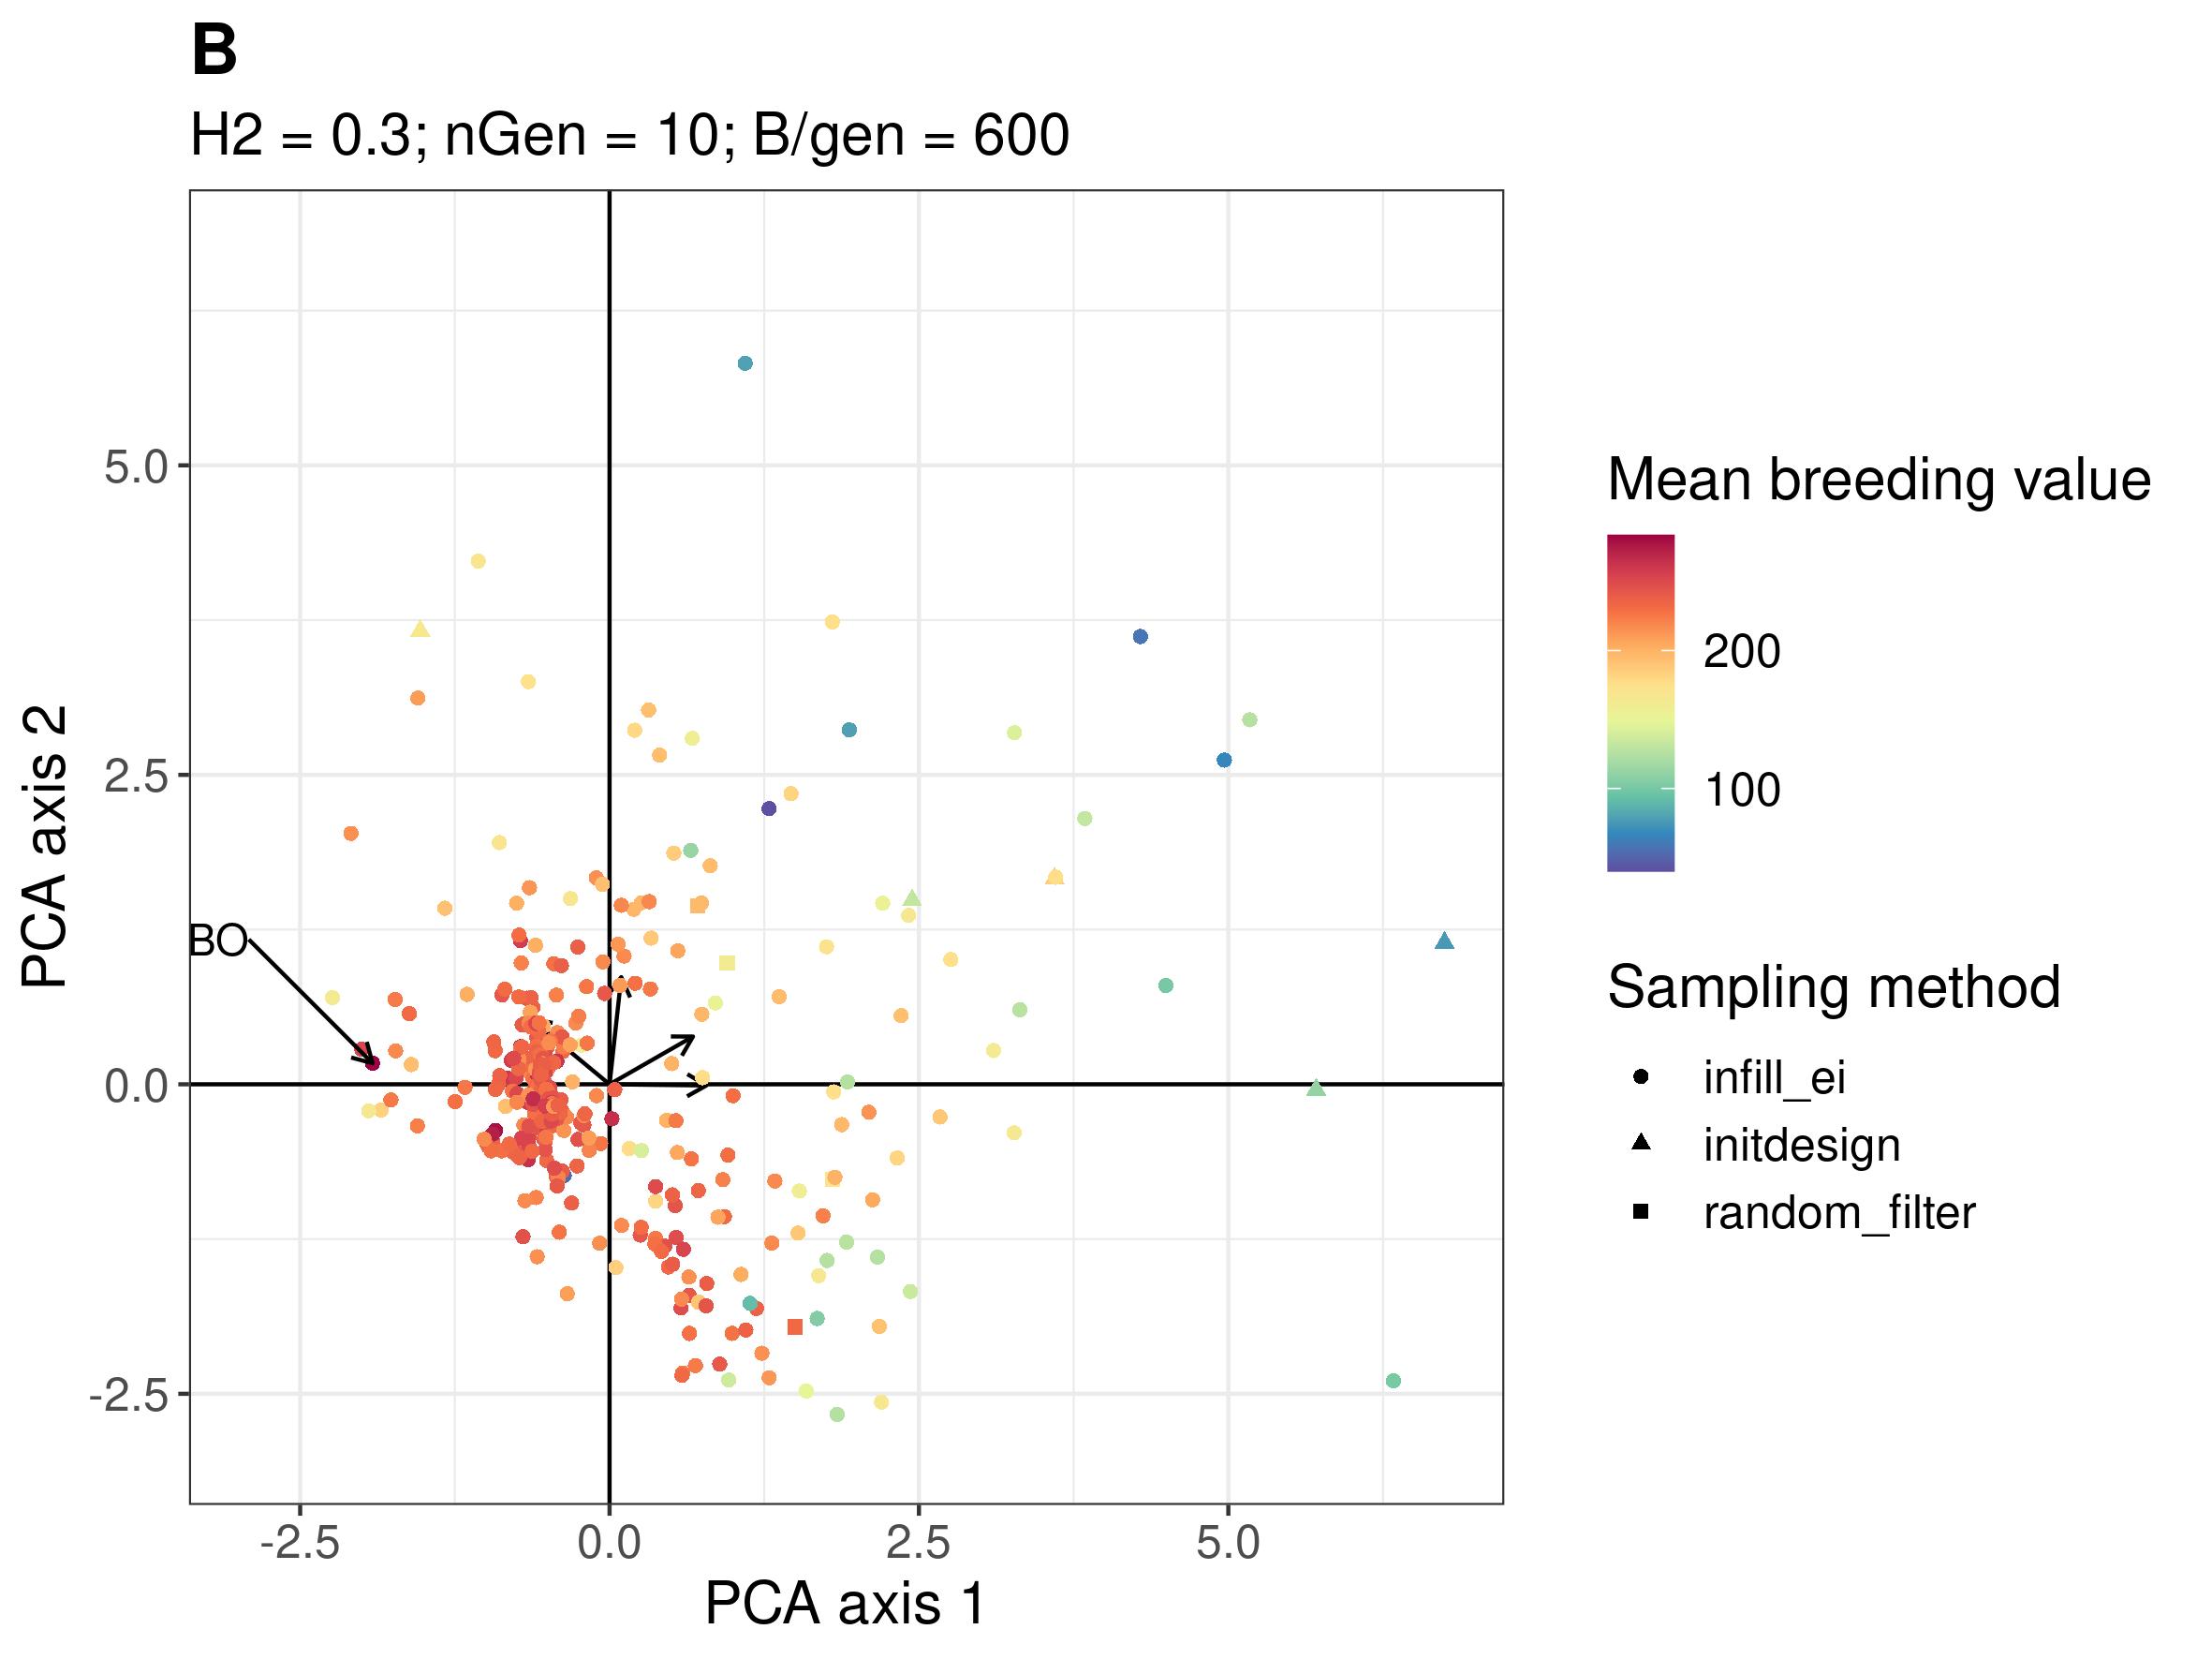 B
H2 = 0.3; nGen = 10; B/gen = 600
PCA axis 2
5.0
2.5
0.0
-2.5
BO
-2.5
0.0
2.5
5.0
PCA axis 1
Mean breeding value
200
100
Sampling method
infill_ei
initdesign
random_filter